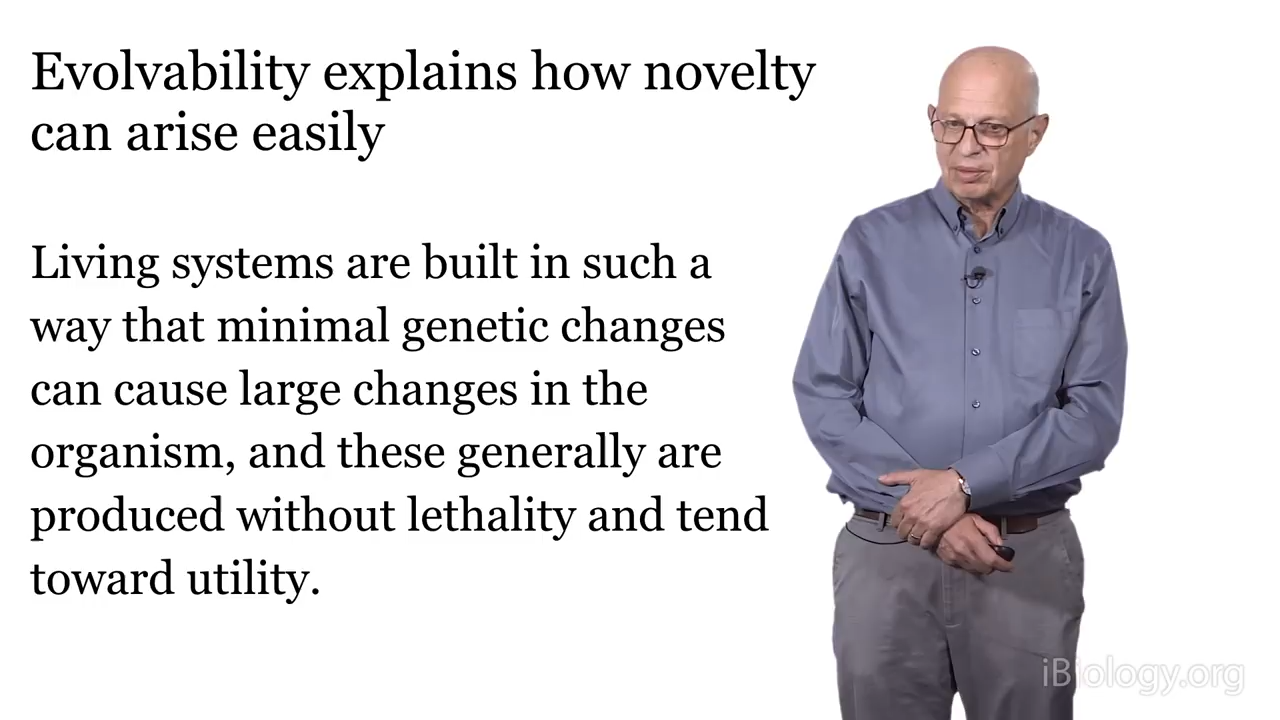 Evolvability explains how novelty
can arise easily
Living systems are built in such a
way that minimal genetic changes
can cause large changes in the
organism, and these generally are
produced without lethality and tend
toward utility.
iBiology.org